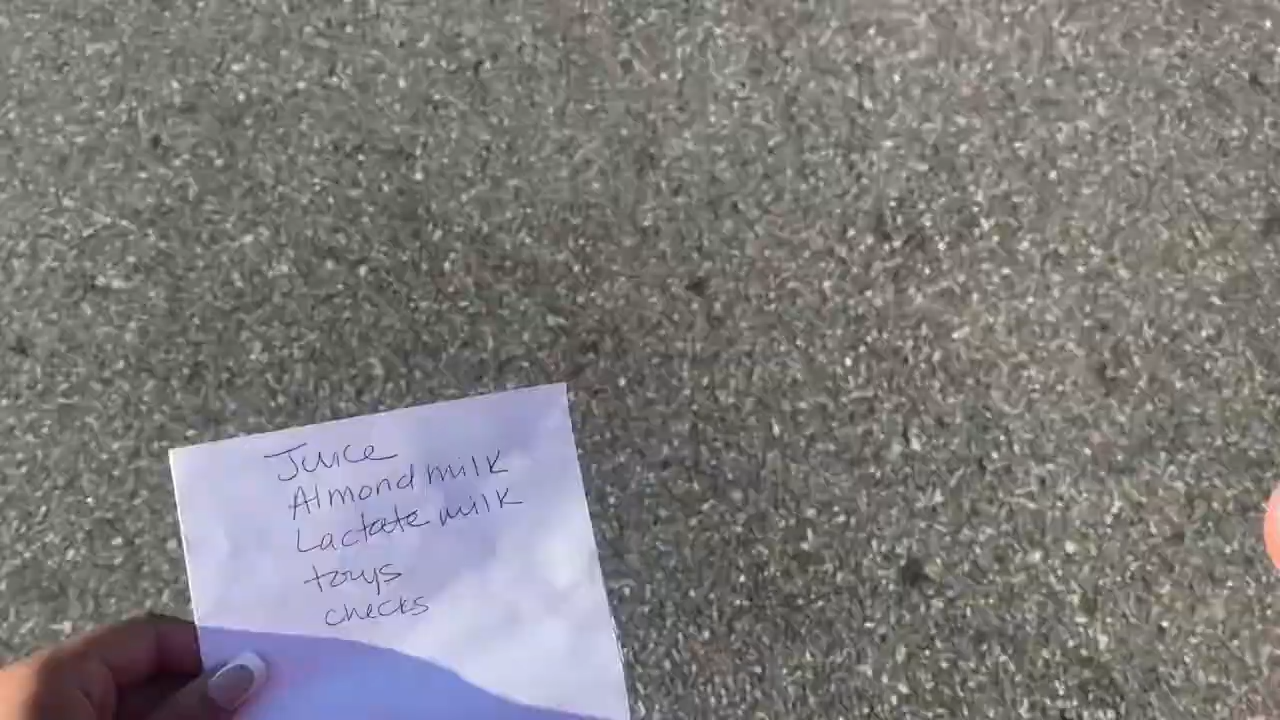 Juice
Almond milk
Lactate milk
toys
checks